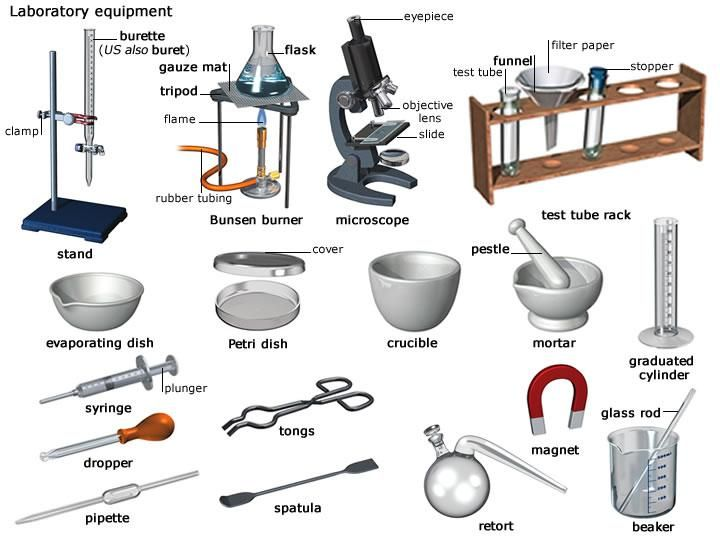 Laboratory equipment
burette
(US also buret)
clamp
stand
flask
gauze mat
tripod
flame
rubber tubing
Bunsen burner
eyepiece
objective
lens
slide
microscope
filter paper
funnel
test tube
stopper
test tube rack
evaporating dish
cover
Petri dish
crucible
pestle
mortar
graduated
cylinder
plunger
syringe
dropper
pipette
tongs
spatula
magnet
retort
glass rod
beaker